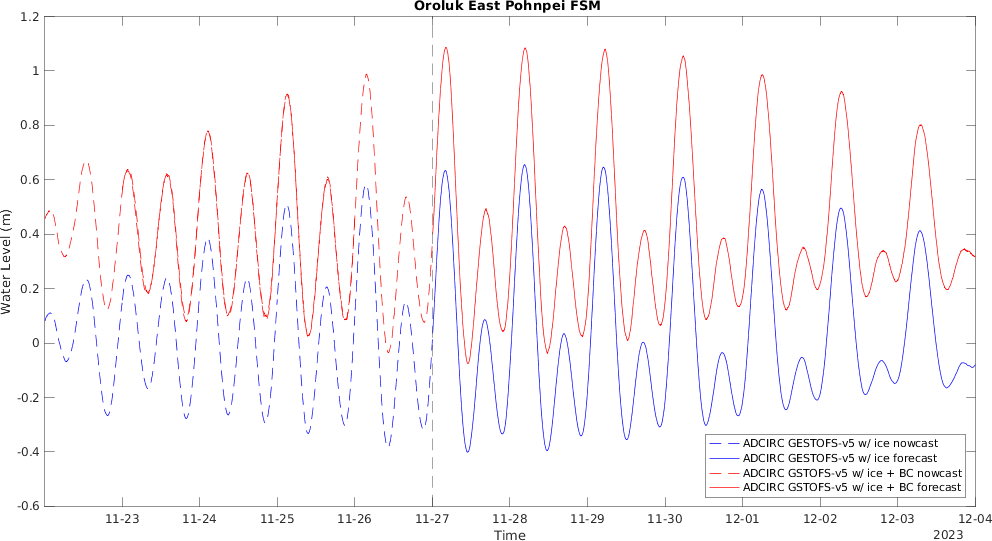 Oroluk East Pohnpei FSM
1.2
1
0.8
0.6
0.4
0.2
0
-0.2
-0.4
-0.6
Water Level (m)
ADCIRC GESTOFS-v5 w/ ice nowcast
ADCIRC GESTOFS-v5 w/ ice forecast
ADCIRC GSTOFS-v5 w/ ice + BC nowcast
ADCIRC GSTOFS-v5 w/ ice + BC forecast
11-23 11-24 11-25 11-26 11-27 11-28 11-29 11-30 12-01 12-02 12-03 12-04
Time
2023